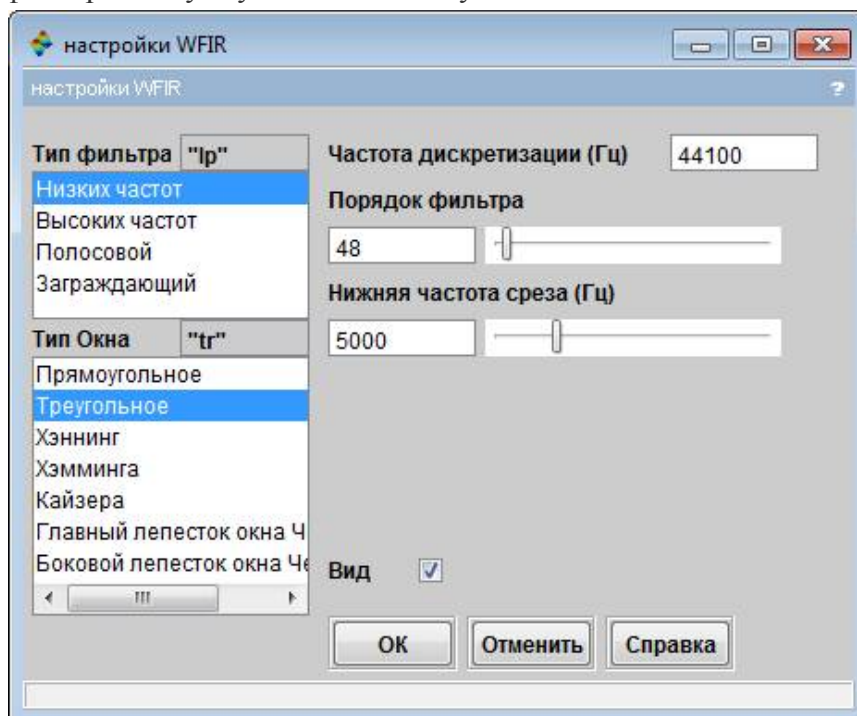 настройки WFIR
настройки WFIR
?
Тип фильтра "lp"
Низких частот
Высоких частот
Полосовой
Заграждающий
Тип Окна "tr"
Прямоугольное
Треугольное
Хэннинг
Хэмминга
Кайзера
Главный лепесток окна Ч
Боковой лепесток окна Че
Частота дискретизации (Гц) 44100
Порядок фильтра
48
Нижняя частота среза (Гц)
5000
Вид
ОК Отменить Справка